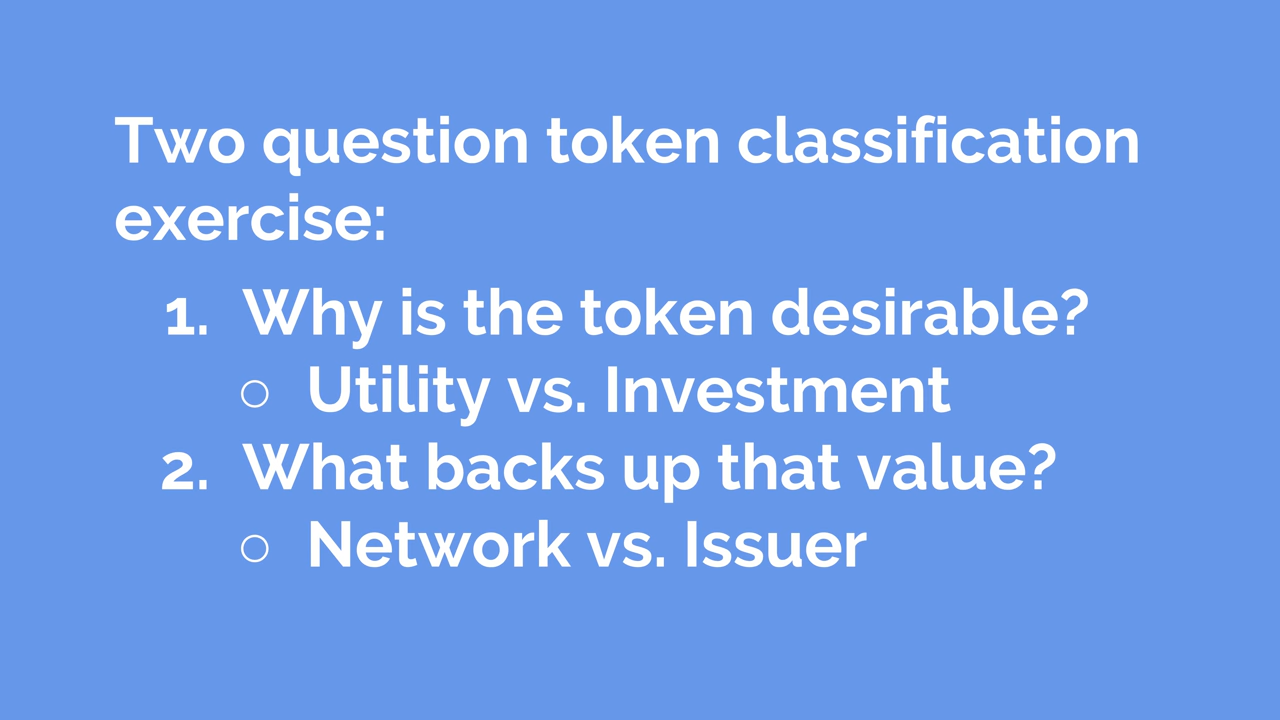 Two question token classification
exercise:
1. Why is the token desirable?
○ Utility vs. Investment
2. What backs up that value?
○ Network vs. Issuer